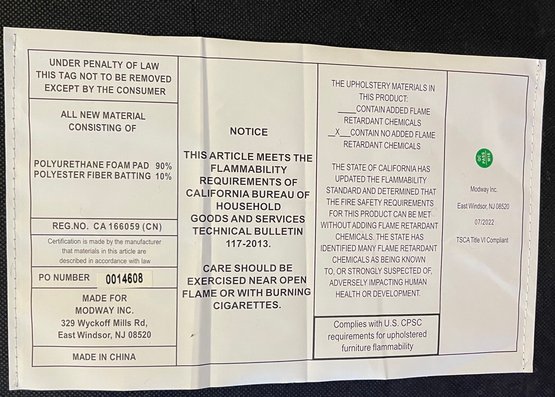 UNDER PENALTY OF LAW
THIS TAG NOT TO BE REMOVED
EXCEPT BY THE CONSUMER
ALL NEW MATERIAL
CONSISTING OF
POLYURETHANE FOAM PAD 90%
POLYESTER FIBER BATTING 10%
REG.NO. CA 166059 (CN)
Certification is made by the manufacturer
that materials in this article are
described in accordance with law
PO NUMBER 0014608
MADE FOR
MODWAY INC.
329 Wyckoff Mills Rd,
East Windsor, NJ 08520
MADE IN CHINA
NOTICE
THIS ARTICLE MEETS THE
FLAMMABILITY
REQUIREMENTS OF
CALIFORNIA BUREAU OF
HOUSEHOLD
GOODS AND SERVICES
TECHNICAL BULLETIN
117-2013.
CARE SHOULD BE
EXERCISED NEAR OPEN
FLAME OR WITH BURNING
CIGARETTES.
THE UPHOLSTERY MATERIALS IN
THIS PRODUCT:
____CONTAIN ADDED FLAME
RETARDANT CHEMICALS
__X___CONTAIN NO ADDED FLAME
RETARDANT CHEMICALS
THE STATE OF CALIFORNIA HAS
UPDATED THE FLAMMABILITY
STANDARD AND DETERMINED THAT
THE FIRE SAFETY REQUIREMENTS
FOR THIS PRODUCT CAN BE MET
WITHOUT ADDING FLAME RETARDANT
CHEMICALS. THE STATE HAS
IDENTIFIED MANY FLAME RETARDANT
CHEMICALS AS BEING KNOWN
TO, OR STRONGLY SUSPECTED OF,
ADVERSELY IMPACTING HUMAN
HEALTH OR DEVELOPMENT.
Complies with U.S. CPSC
requirements for upholstered
furniture flammability
Modway Inc.
East Windsor, NJ 08520
07/2022
TSCA Title VI Compliant